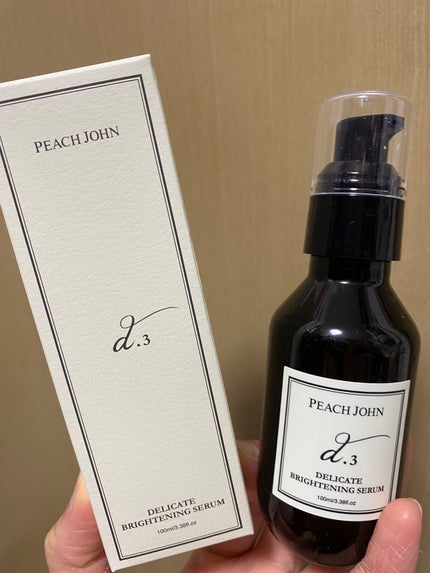 PEACH JOHN
d.3
DELICATE
BRIGHTENING SERUM
100ml/3.38fl.oz
PEACH JOHN
d.3
DELICATE
BRIGHTENING SERUM
100ml/3.38fl.oz